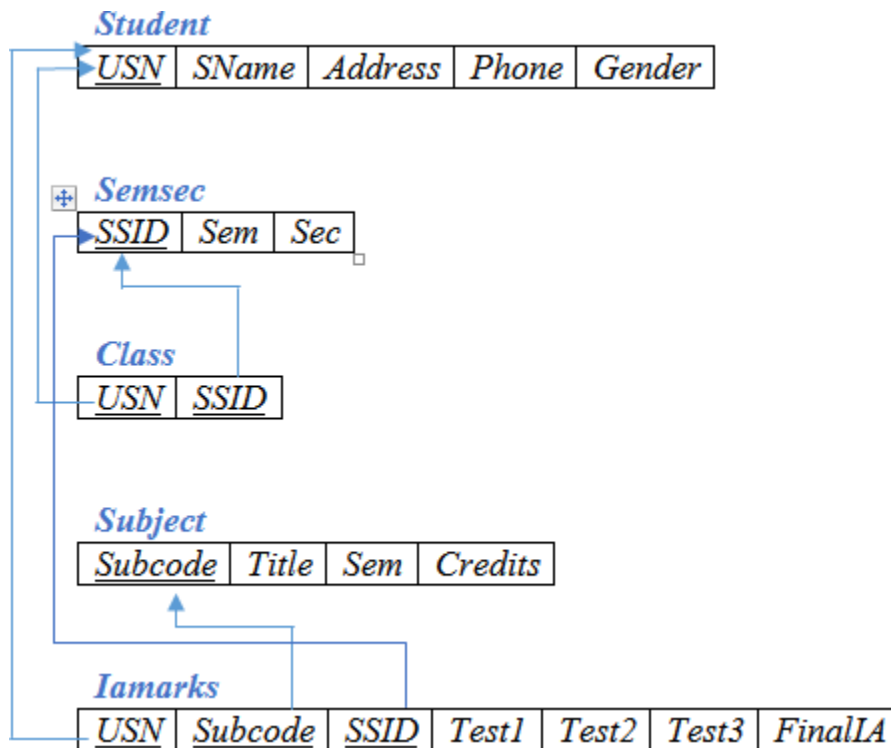 Student
USN SName Address Phone Gender
Semsec
SSID Sem Sec
Class
USN SSID
Subject
Subcode Title Sem Credits
Iamarks
USN Subcode SSID Test1 Test2 Test3 FinalIA